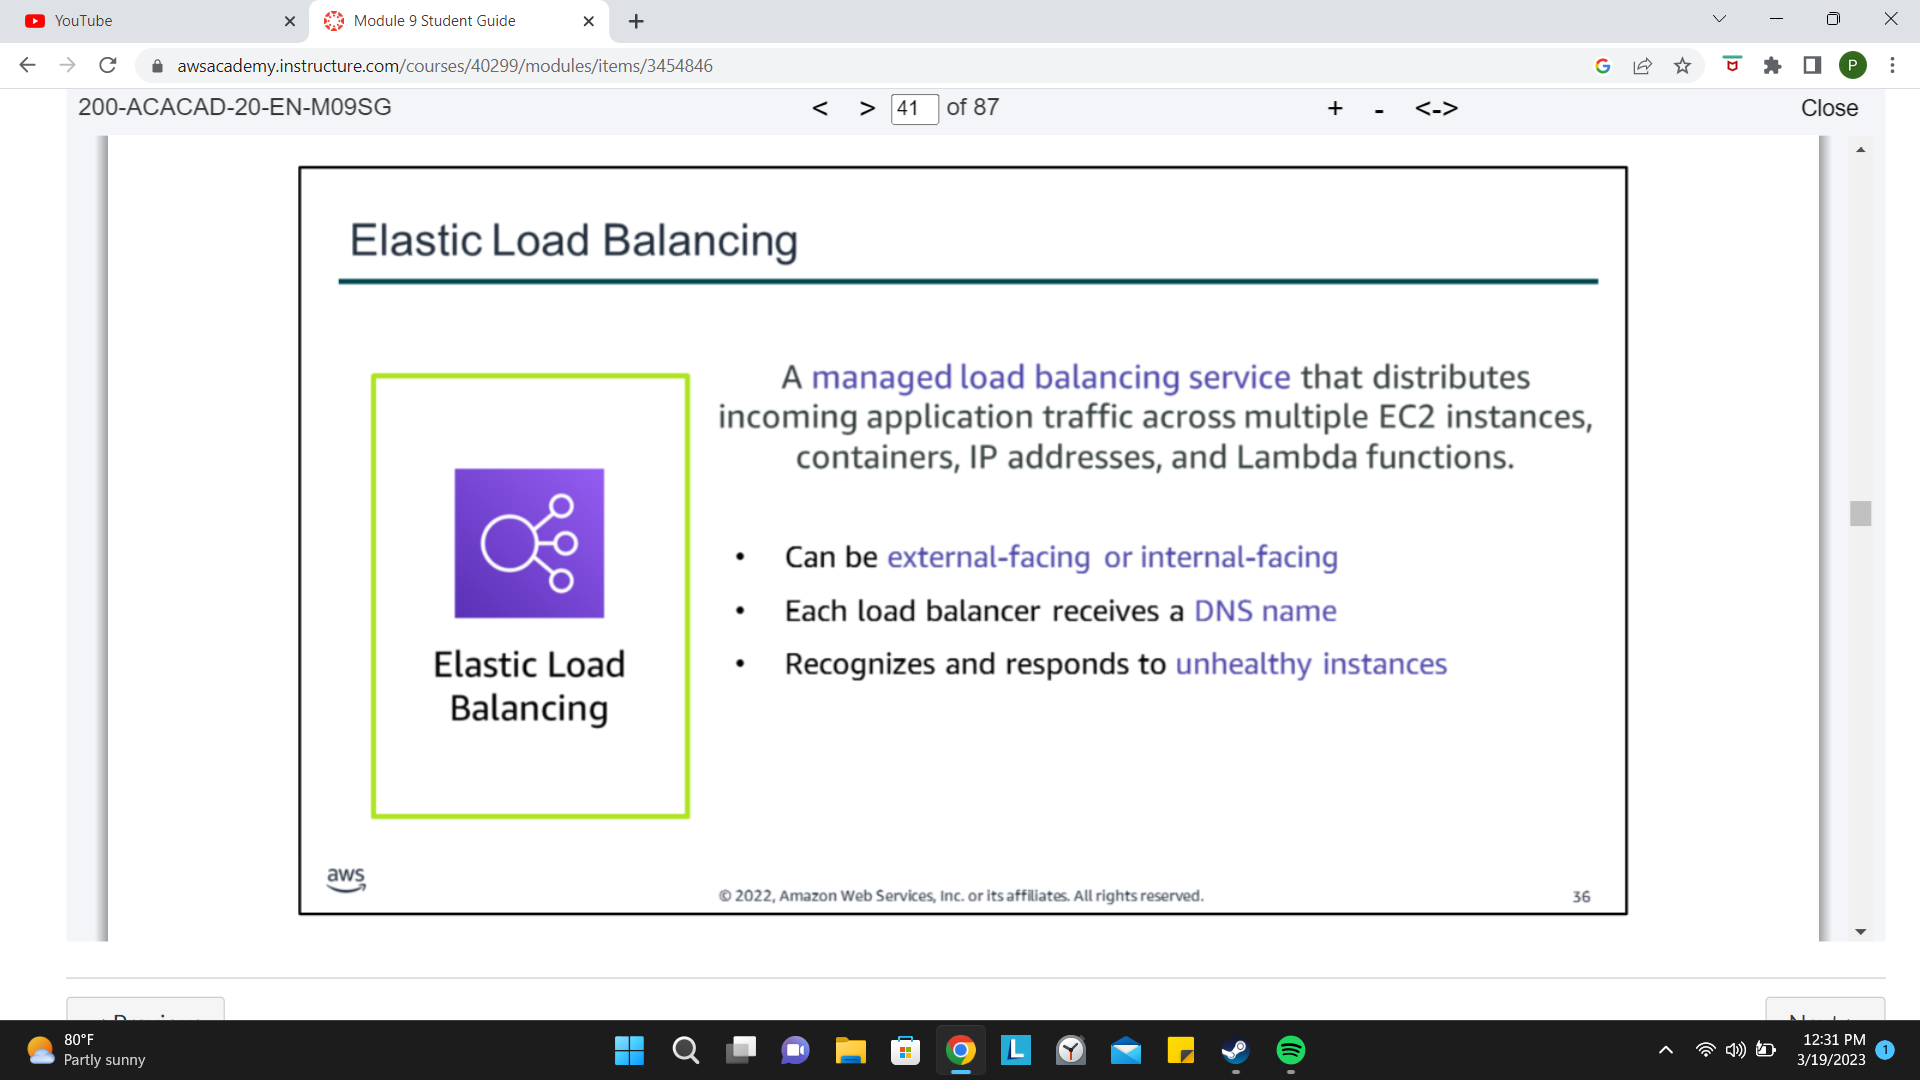 YouTube
Module 9 Student Guide
awsacademy.instructure.com/courses/40299/modules/items/3454846
P
200-ACACAD-20-EN-M09SG
< > 41 of 87
+ - <-> Close
Elastic Load Balancing
A managed load balancing service that distributes
incoming application traffic across multiple EC2 instances,
containers, IP addresses, and Lambda functions.
• Can be external-facing or internal-facing
• Each load balancer receives a DNS name
• Recognizes and responds to unhealthy instances
Elastic Load
Balancing
aws
© 2022, Amazon Web Services, Inc. or its affiliates. All rights reserved.
36
80°F
Partly sunny
L
12:31 PM
3/19/2023
1